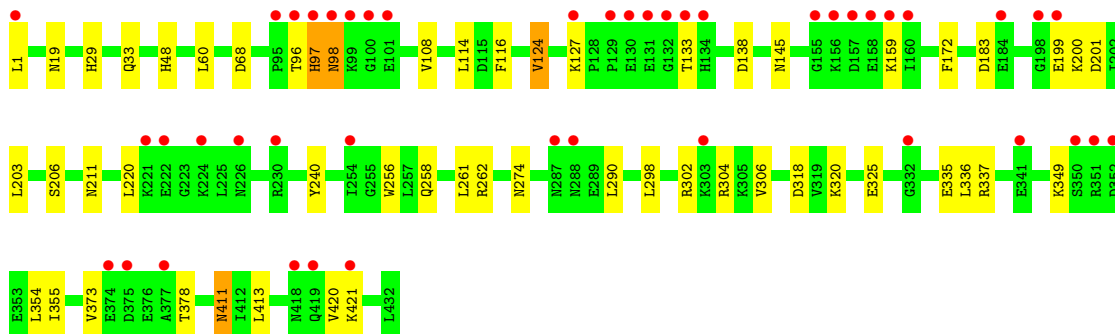 L1 N19 H29 Q33 H48 L60 D68 P95 T96 H97 N98 K99 G100 E101 V108 L114 D115 F116 V124 K127 P128 P129 E130 E131 G132 T133 H134 D138 N145 G155 K156 D157 E158 K159 I160 F172 D183 E184 G198 E199 K200 D201 I202
L203 S206 N211 L220 K221 E222 G223 K224 L225 N226 R230 Y240 I254 G255 W256 L257 Q258 L261 R262 N274 N287 N288 E289 L290 L298 R302 K303 R304 K305 V306 D318 V319 K320 E325 G332 E335 L336 R337 E341 K349 S350 R351
E353 L354 I355 V373 E374 D375 E376 A377 T378 N411 I412 L413 N418 Q419 V420 K421 L432